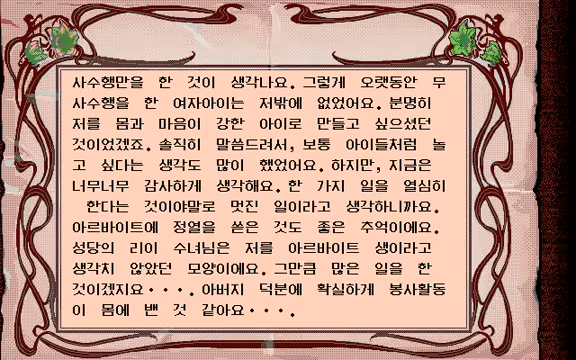 사수행만을 한 것이 생각나요. 그렇게 오랫동안 무
사수행을 한 여자아이는 저밖에 없었어요. 분명히
저를 몸과 마음이 강한 아이로 만들고 싶으셨던
것이었겠죠. 솔직히 말씀드려서, 보통 아이들처럼 놀
고 싶다는 생각도 많이 했었어요. 하지만, 지금은
너무너무 감사하게 생각해요. 한 가지 일을 열심히
한다는 것이야말로 멋진 일이라고 생각하니까요.
아르바이트에 정열을 쏟은 것도 좋은 추억이에요.
성당의 리이 수녀님은 저를 아르바이트 생이라고
생각치 않았던 모양이에요. 그만큼 많은 일을 한
것이겠지요・・・. 아버지 덕분에 확실하게 봉사활동
이 몸에 밴 것 같아요・・・.